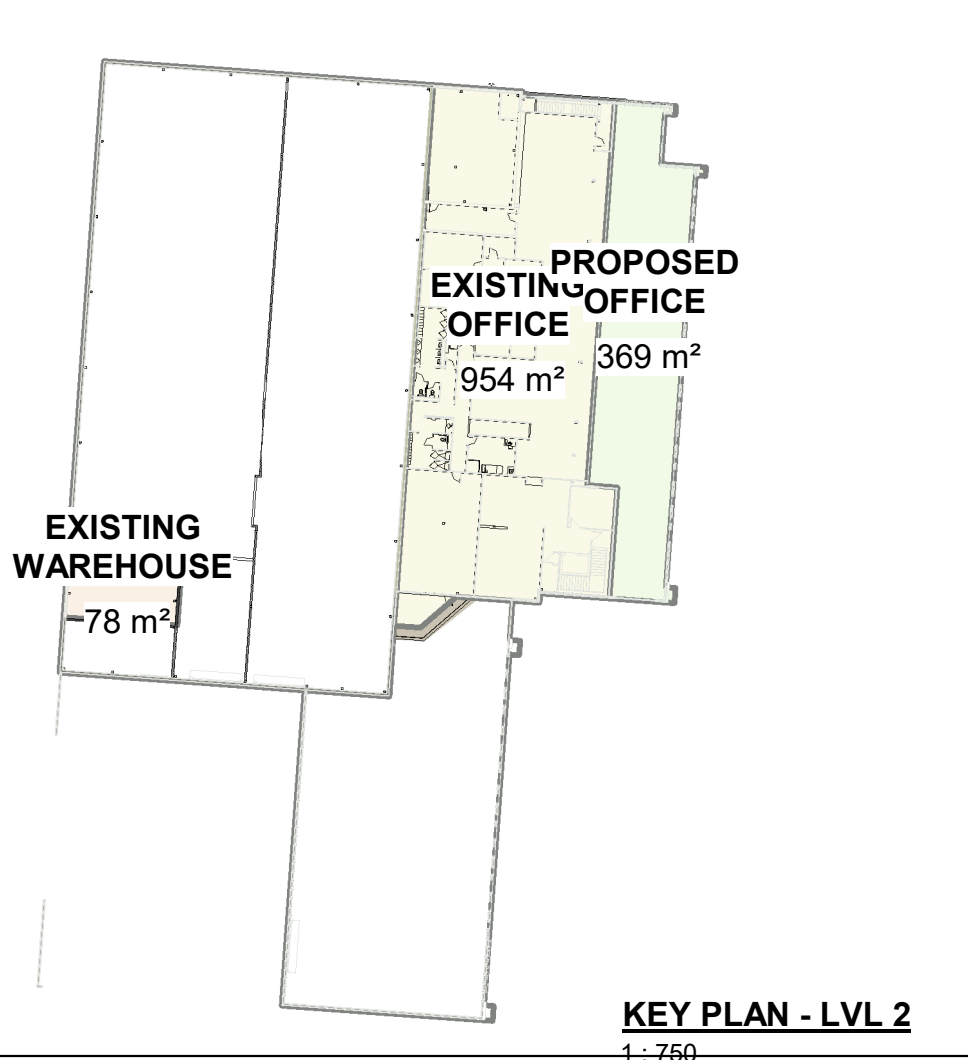 EXISTING
OFFICE
954 m²
PROPOSED
OFFICE
369 m²
EXISTING
WAREHOUSE
78 m²
KEY PLAN - LVL 2
1 : 750